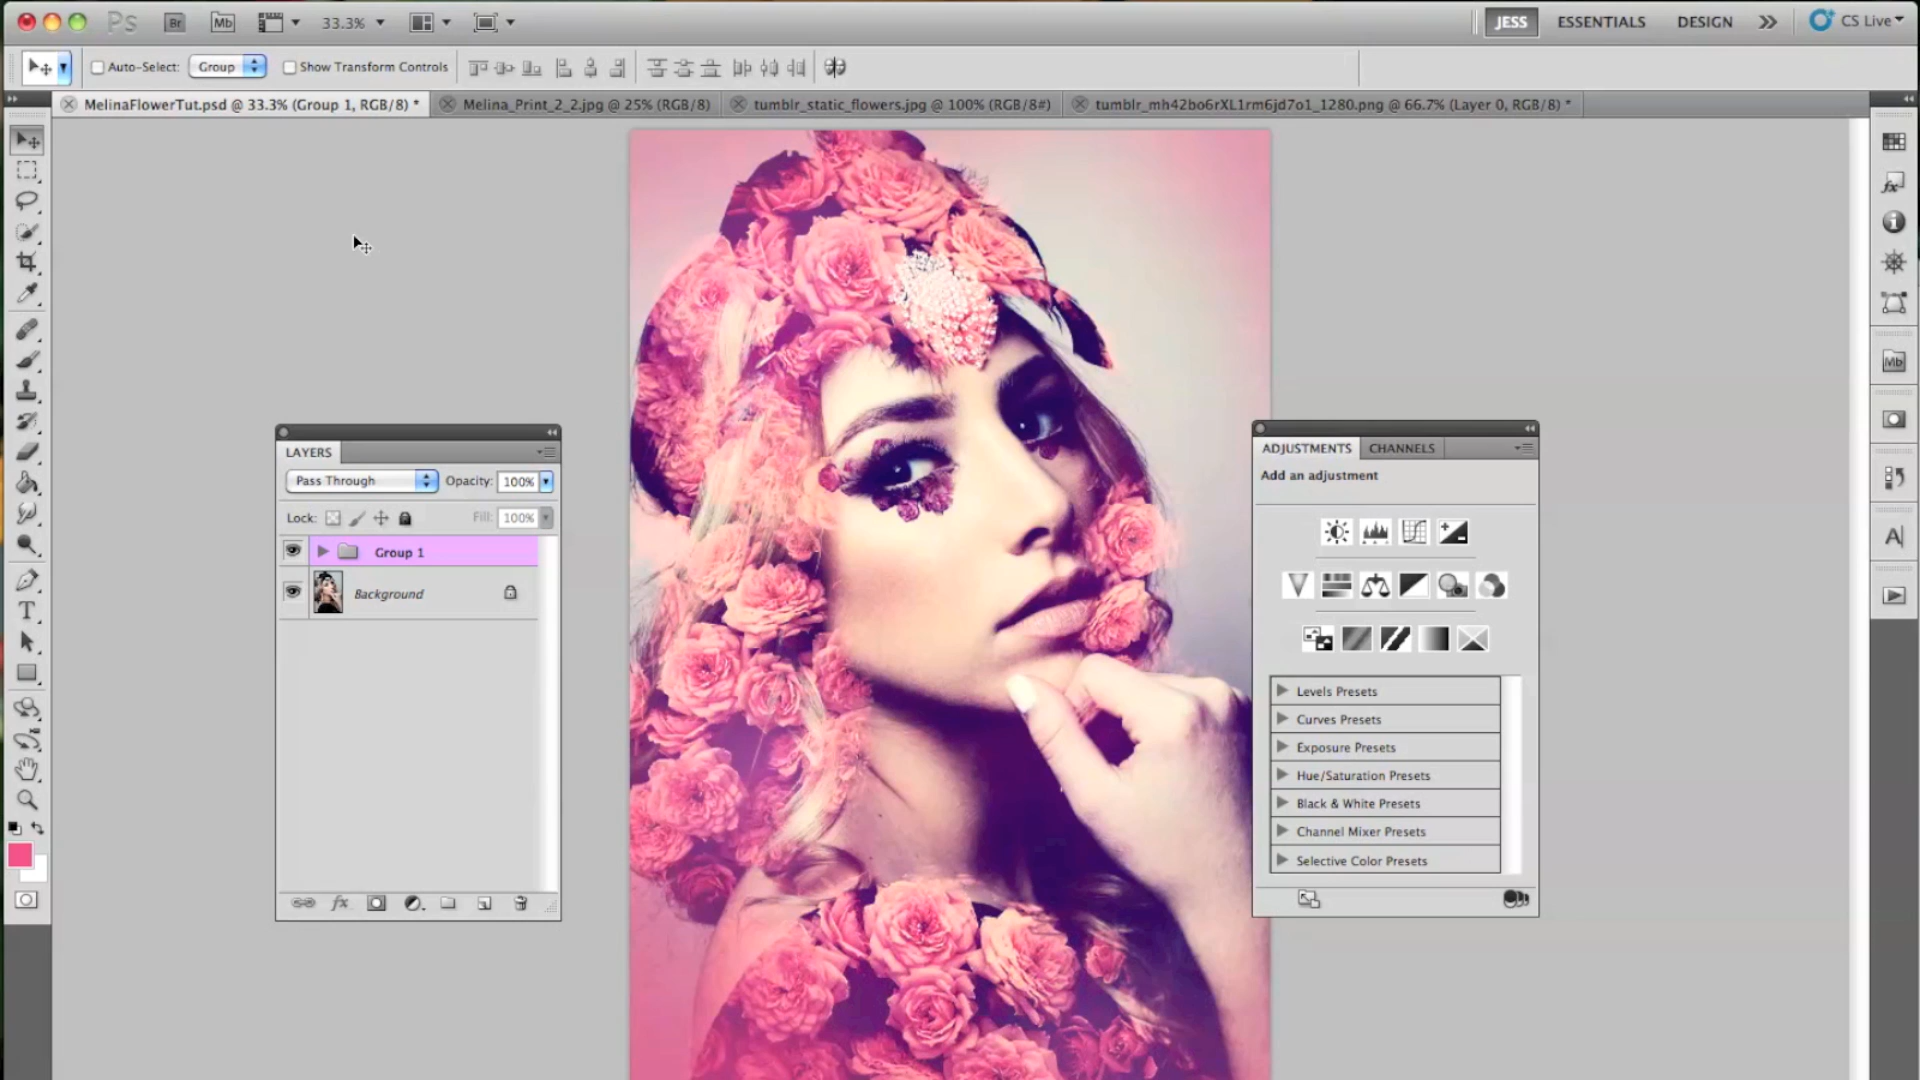 Ps Br Mb 33.3% JESS ESSENTIALS DESIGN CS Live
Auto-Select: Group Show Transform Controls
MelinaFlowerTut.psd @ 33.3% (Group 1, RGB/8) * Melina_Print_2_2.jpg @ 25% (RGB/8) tumblr_static_flowers.jpg @ 100% (RGB/8#) tumblr_mh42bo6rXL1rm6jd7o1_1280.png @ 66.7% (Layer 0, RGB/8) *
Mb
LAYERS
Pass Through Opacity: 100%
Lock: Fill: 100%
Group 1
Background
ADJUSTMENTS CHANNELS
Add an adjustment
Levels Presets
Curves Presets
Exposure Presets
Hue/Saturation Presets
Black & White Presets
Channel Mixer Presets
Selective Color Presets